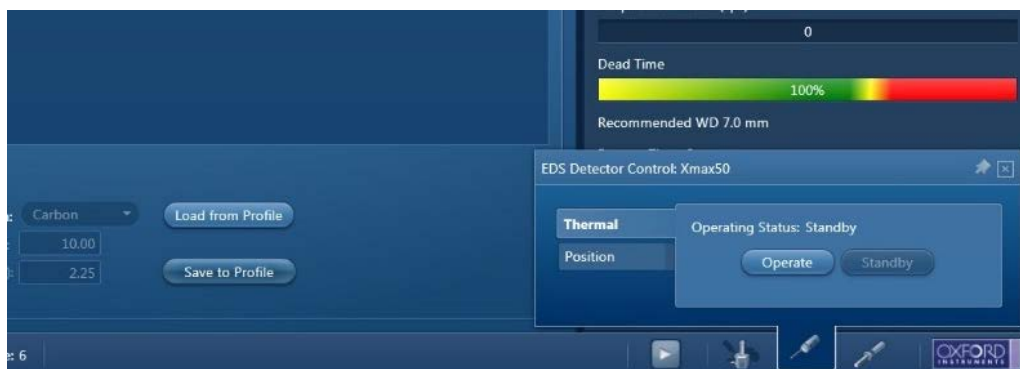 0
Dead Time
100%
Recommended WD 7.0 mm
EDS Detector Control: Xmax50
Carbon
Load from Profile
Thermal
Operating Status: Standby
10.00
Position
Operate
Standby
2.25
Save to Profile
: 6
OXFORD
INSTRUMENTS